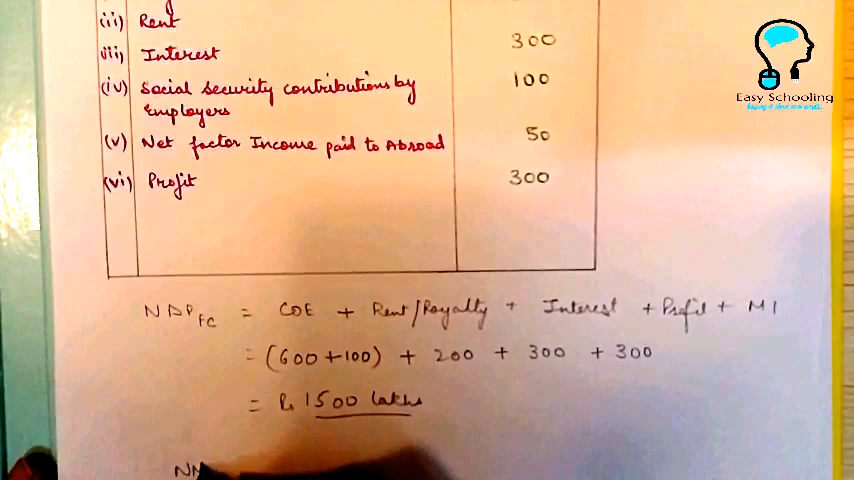 (ii) Rent
iii) Interest 300
(iv) Social security contributions by 100
Employers
(v) Net factor Income paid to Abroad 50
(vi) Profit 300
NDP FC = COE + Rent/Royalty + Interest + Profit + MI
= (600 + 100) + 200 + 300 + 300
= Rs 1500 lakhs
Easy Schooling